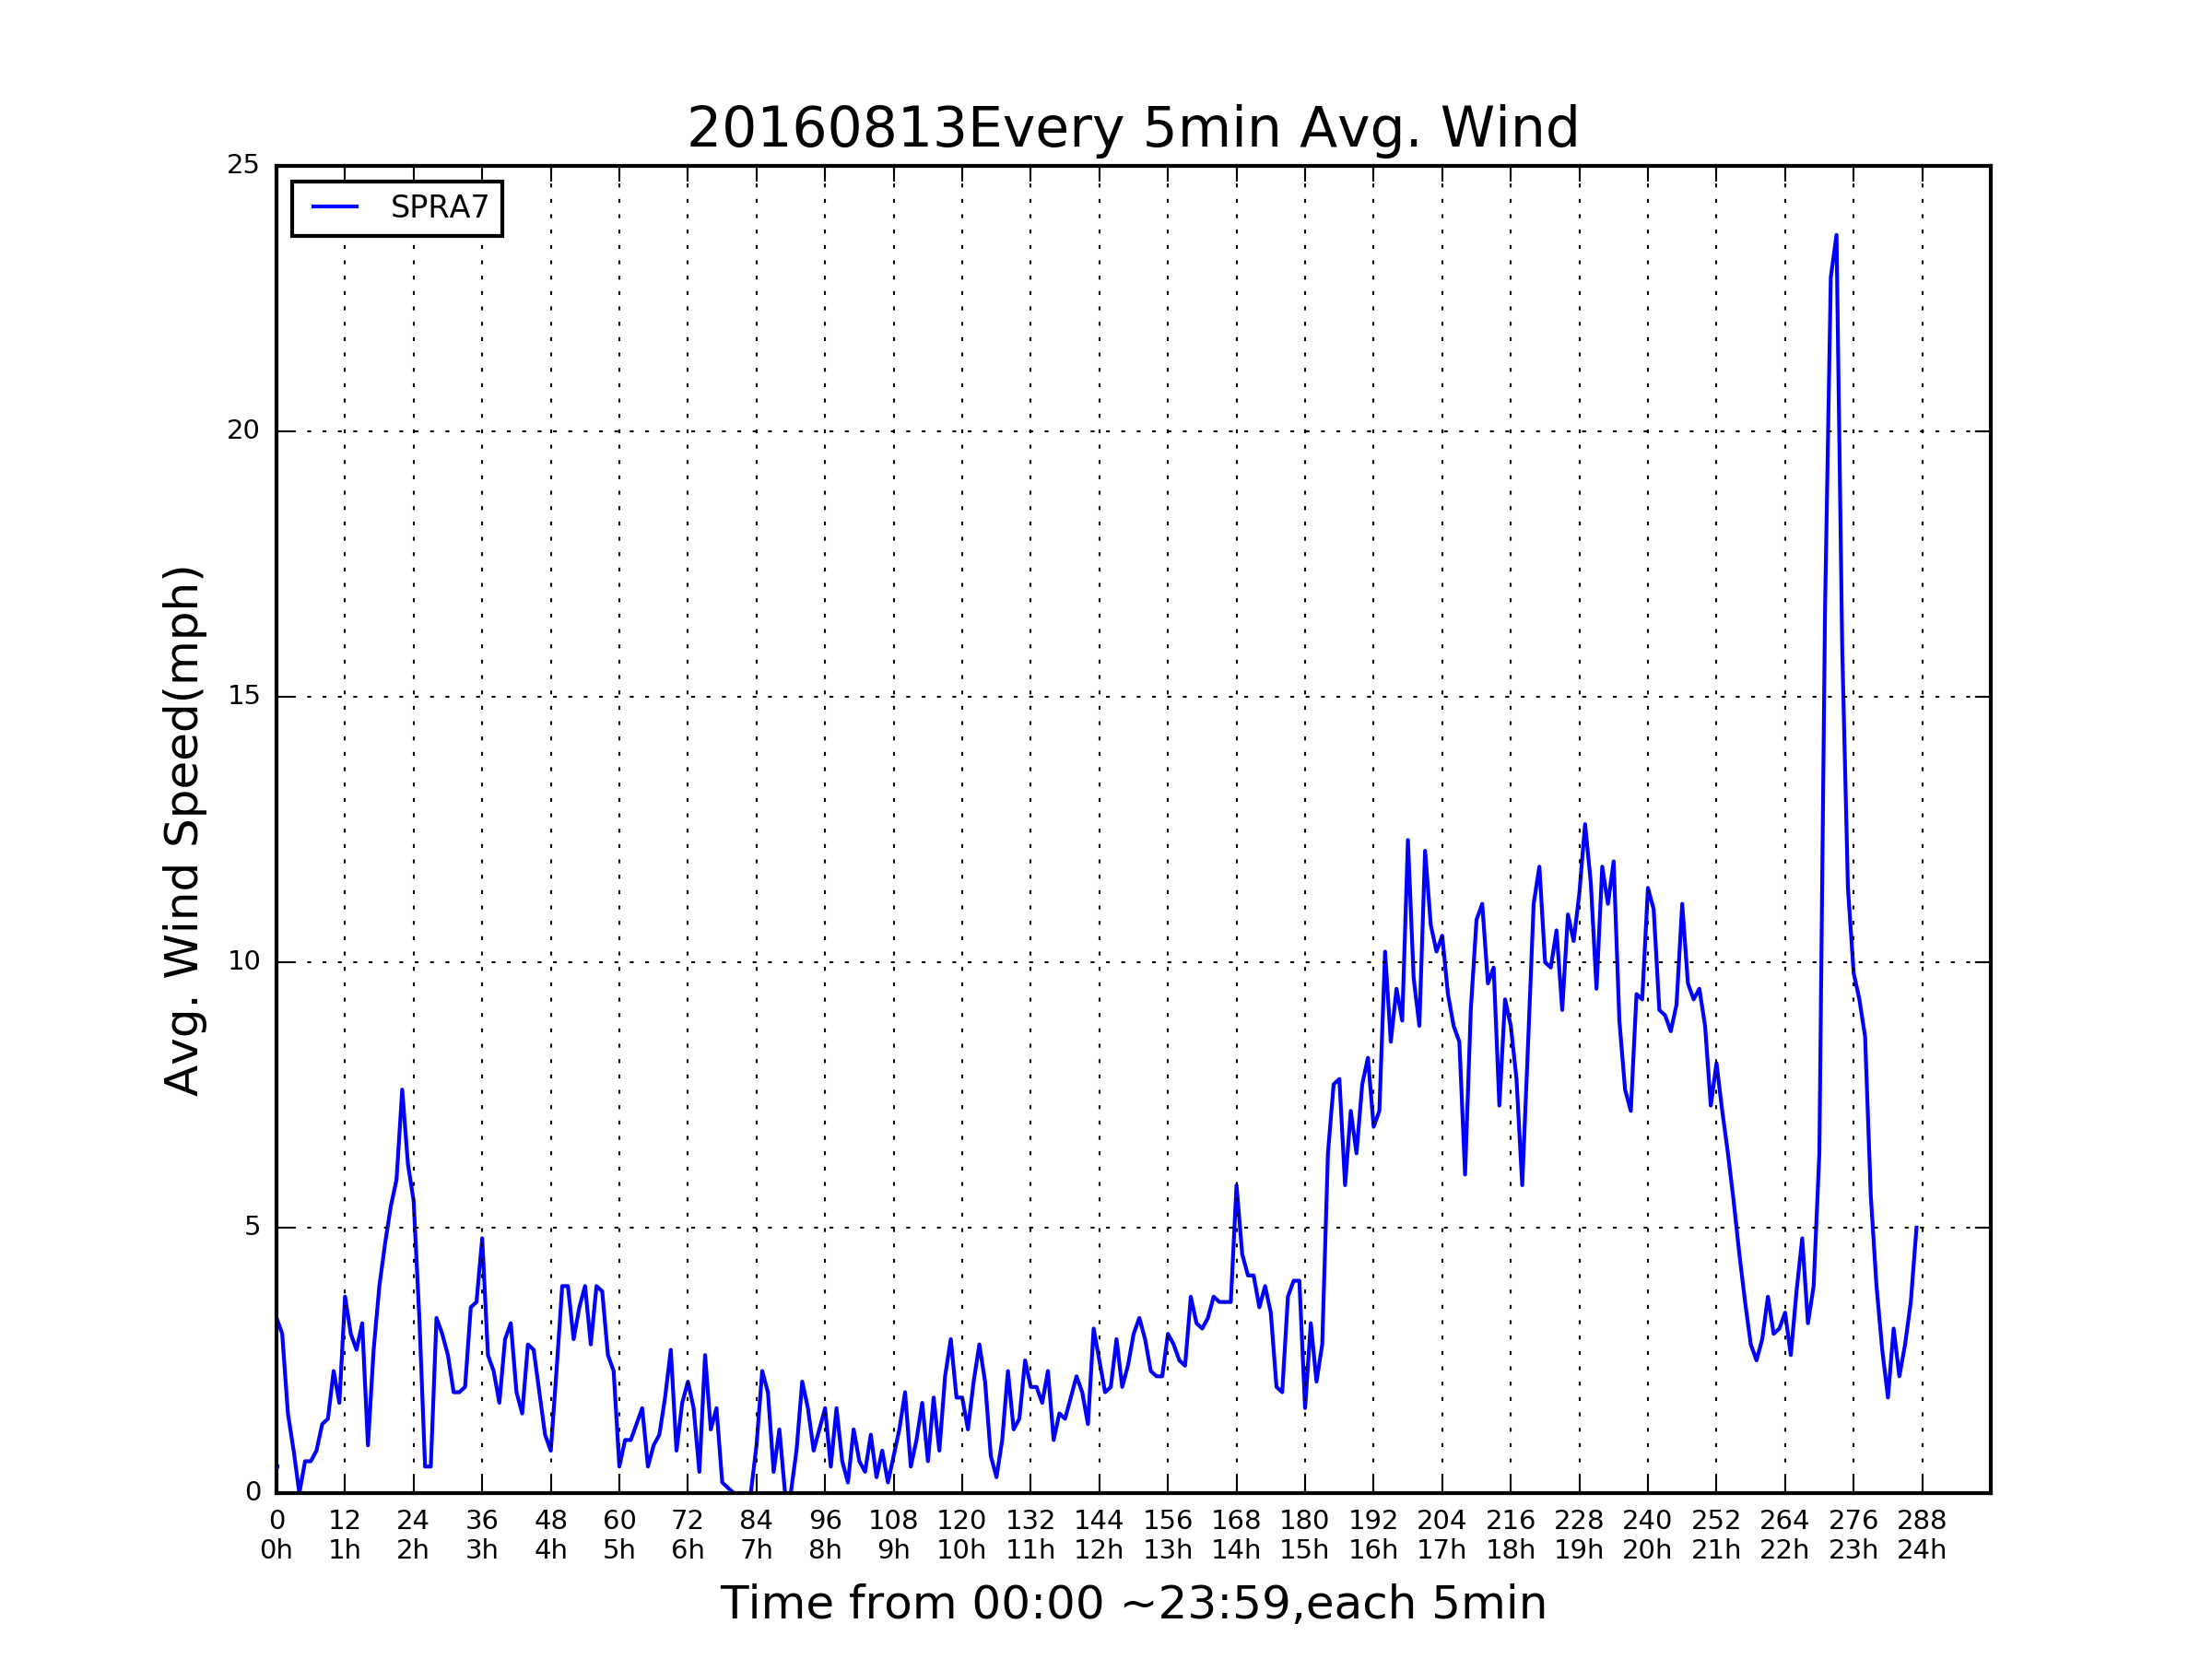 20160813Every 5min Avg. Wind
SPRA7
Avg. Wind Speed(mph)
25
20
15
10
5
0
0 12 24 36 48 60 72 84 96 108 120 132 144 156 168 180 192 204 216 228 240 252 264 276 288
0h 1h 2h 3h 4h 5h 6h 7h 8h 9h 10h 11h 12h 13h 14h 15h 16h 17h 18h 19h 20h 21h 22h 23h 24h
Time from 00:00 ~23:59,each 5min